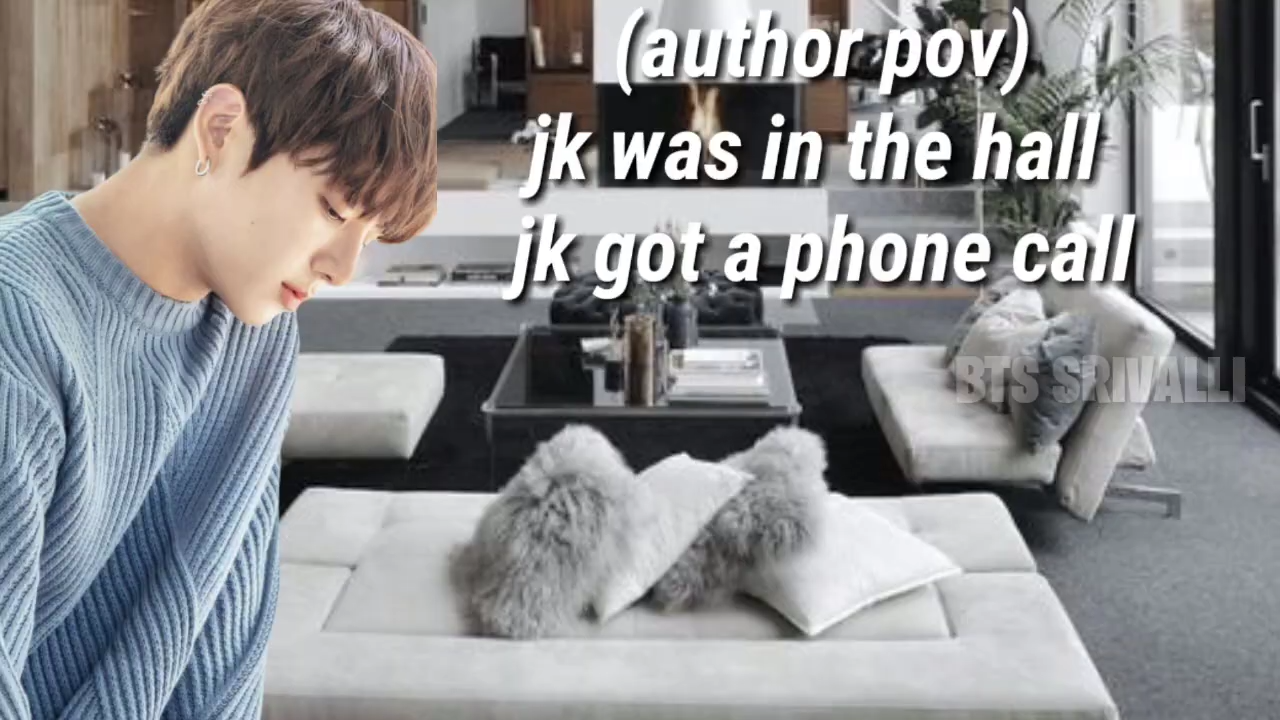 (author pov)
jk was in the hall
jk got a phone call
BTS SRIVALLI